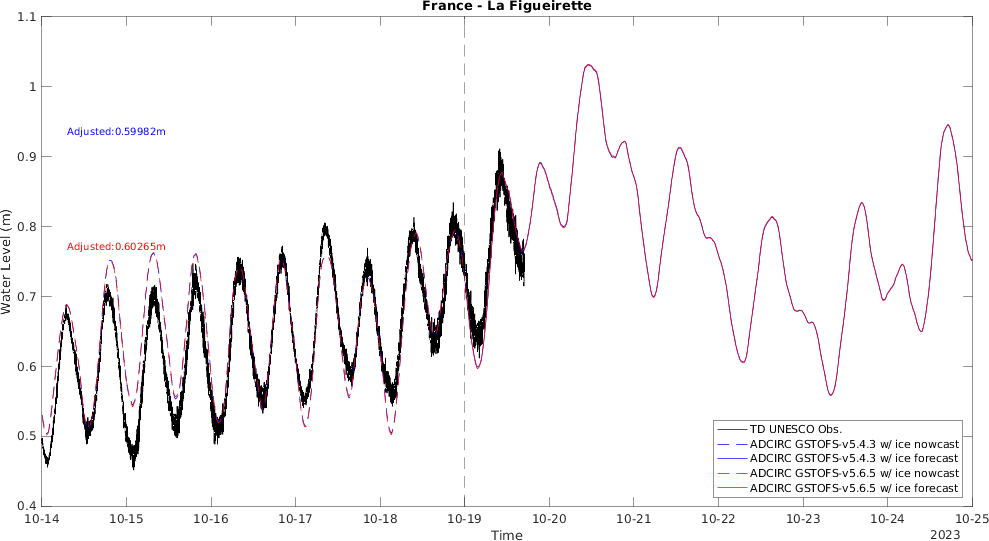 France - La Figueirette
1.1
1
0.9
0.8
0.7
0.6
0.5
0.4
Water Level (m)
Adjusted:0.59982m
Adjusted:0.60265m
TD UNESCO Obs.
ADCIRC GSTOFS-v5.4.3 w/ ice nowcast
ADCIRC GSTOFS-v5.4.3 w/ ice forecast
ADCIRC GSTOFS-v5.6.5 w/ ice nowcast
ADCIRC GSTOFS-v5.6.5 w/ ice forecast
10-14 10-15 10-16 10-17 10-18 10-19 10-20 10-21 10-22 10-23 10-24 10-25
Time
2023